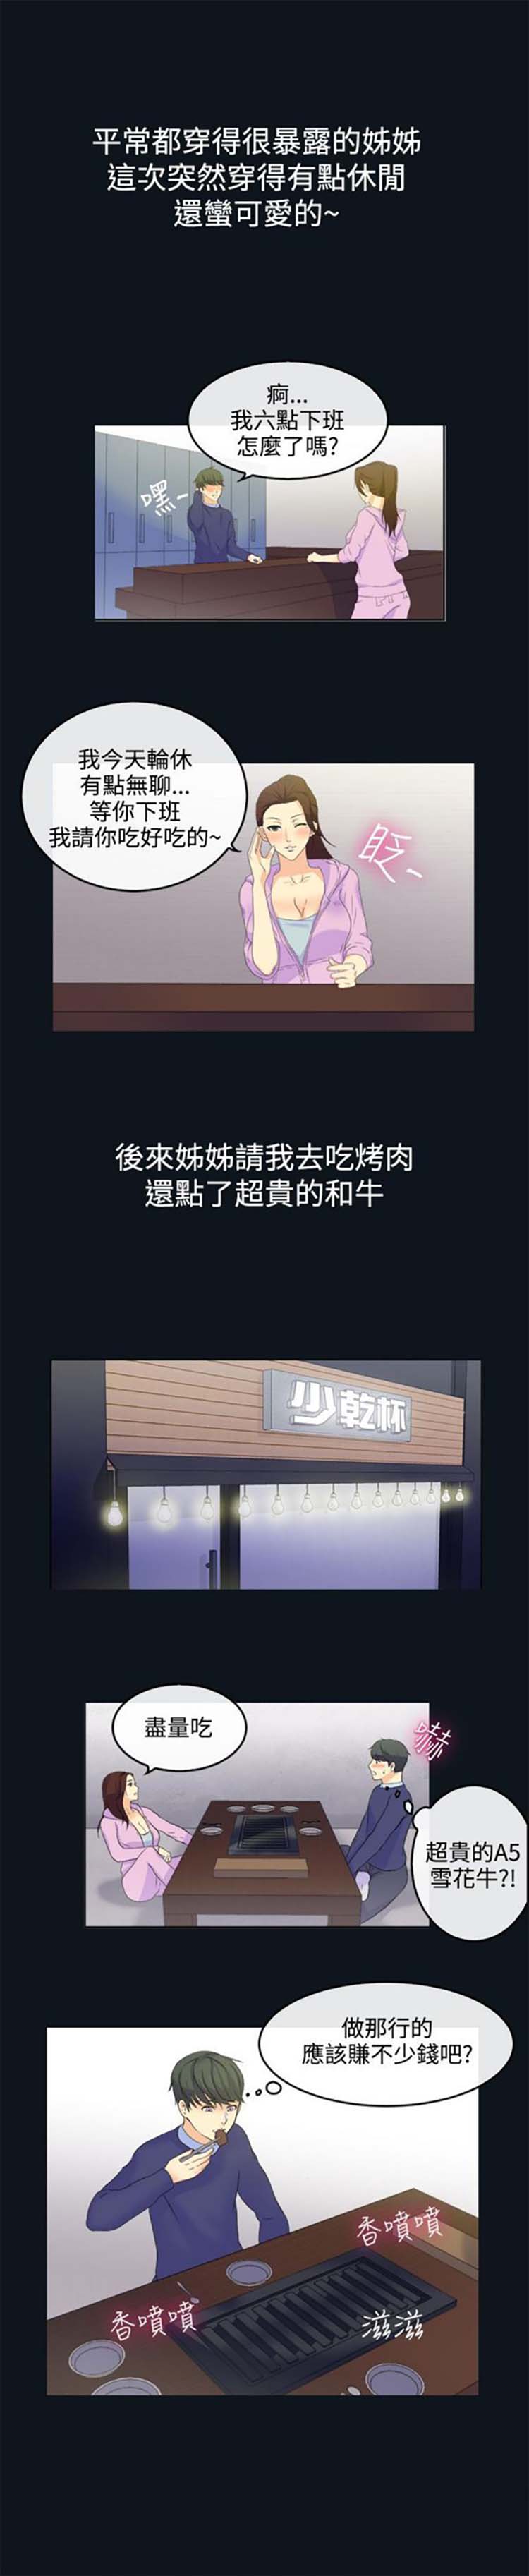 平常都穿得很暴露的姊姊
這次突然穿得有點休閒
還蠻可愛的~
痾...
我六點下班
怎麼了嗎?
嘿~
我今天輪休
有點無聊...
等你下班
我請你吃好吃的~
眨~
後來姊姊請我去吃烤肉
還點了超貴的和牛
少乾杯
盡量吃
嚇
超貴的A5
雪花牛?!
做那行的
應該賺不少錢吧?
香噴噴
香噴噴
滋滋